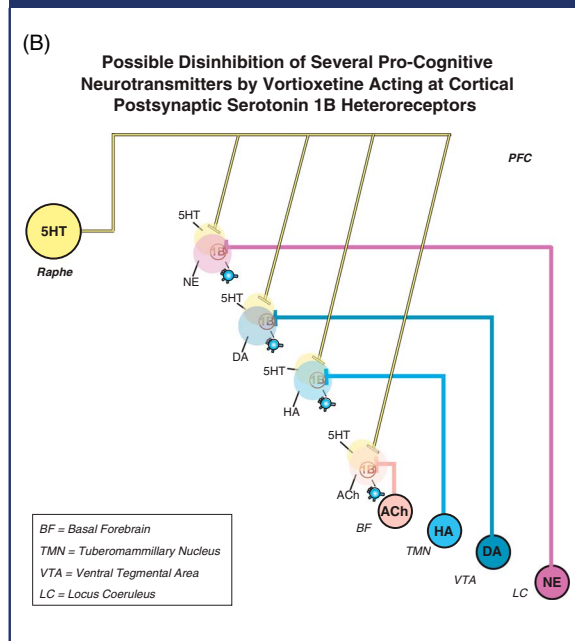 (B)
Possible Disinhibition of Several Pro-Cognitive
Neurotransmitters by Vortioxetine Acting at Cortical
Postsynaptic Serotonin 1B Heteroreceptors
PFC
5HT
5HT
Raphe
1B
NE
5HT
1B
DA
5HT
1B
HA
5HT
1B
ACh
ACh
BF
HA
TMN
DA
VTA
NE
LC
BF = Basal Forebrain
TMN = Tuberomammillary Nucleus
VTA = Ventral Tegmental Area
LC = Locus Coeruleus